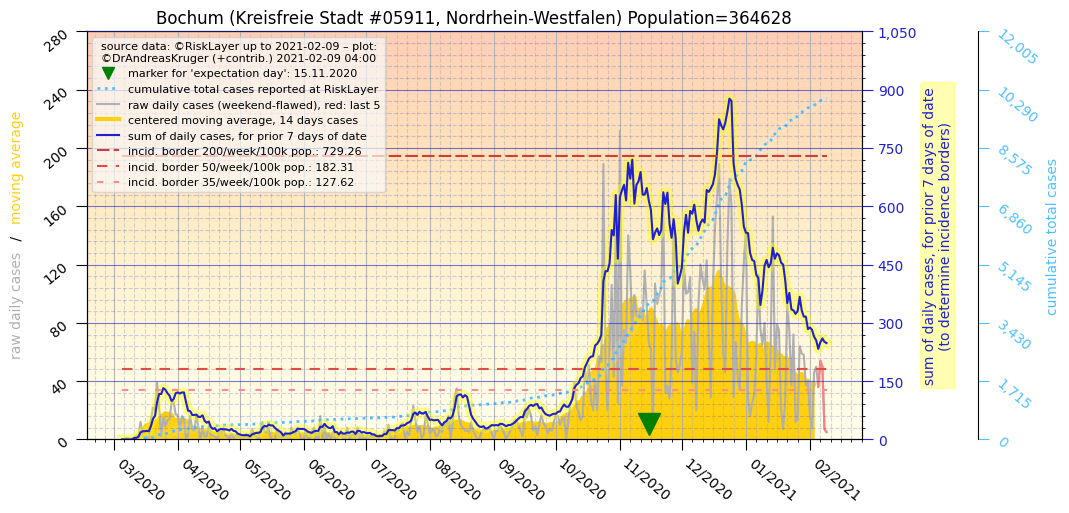 Bochum (Kreisfreie Stadt #05911, Nordrhein-Westfalen) Population=364628
source data: ©RiskLayer up to 2021-02-09 – plot:
©DrAndreasKruger (+contrib.) 2021-02-09 04:00
marker for 'expectation day': 15.11.2020
cumulative total cases reported at RiskLayer
raw daily cases (weekend-flawed), red: last 5
centered moving average, 14 days cases
sum of daily cases, for prior 7 days of date
incid. border 200/week/100k pop.: 729.26
incid. border 50/week/100k pop.: 182.31
incid. border 35/week/100k pop.: 127.62
raw daily cases / moving average
280
240
200
160
120
80
40
0
03/2020
04/2020
05/2020
06/2020
07/2020
08/2020
09/2020
10/2020
11/2020
12/2020
01/2021
02/2021
1,050
900
750
600
450
300
150
0
sum of daily cases, for prior 7 days of date
(to determine incidence borders)
12,005
10,290
8,575
6,860
5,145
3,430
1,715
0
cumulative total cases